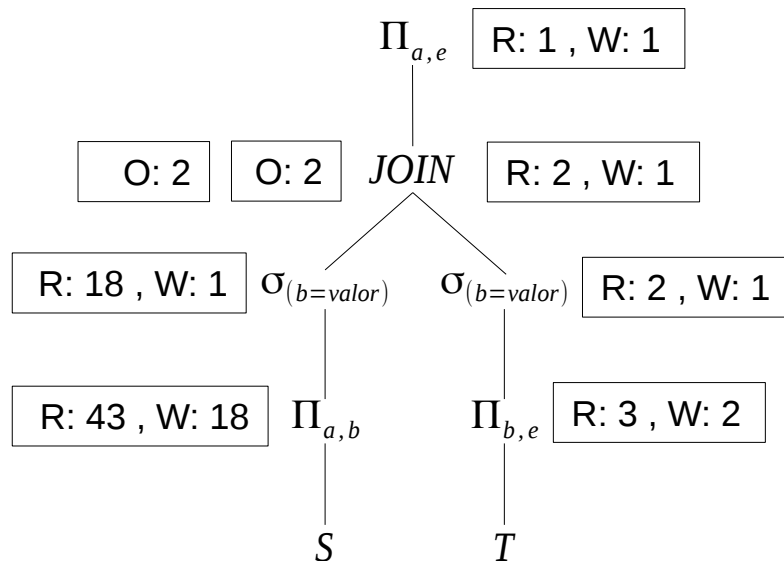 Π_{a,e} R: 1 , W: 1
O: 2 O: 2 JOIN R: 2 , W: 1
R: 18 , W: 1 σ_{(b=valor)} σ_{(b=valor)} R: 2 , W: 1
R: 43 , W: 18 Π_{a,b} Π_{b,e} R: 3 , W: 2
S T